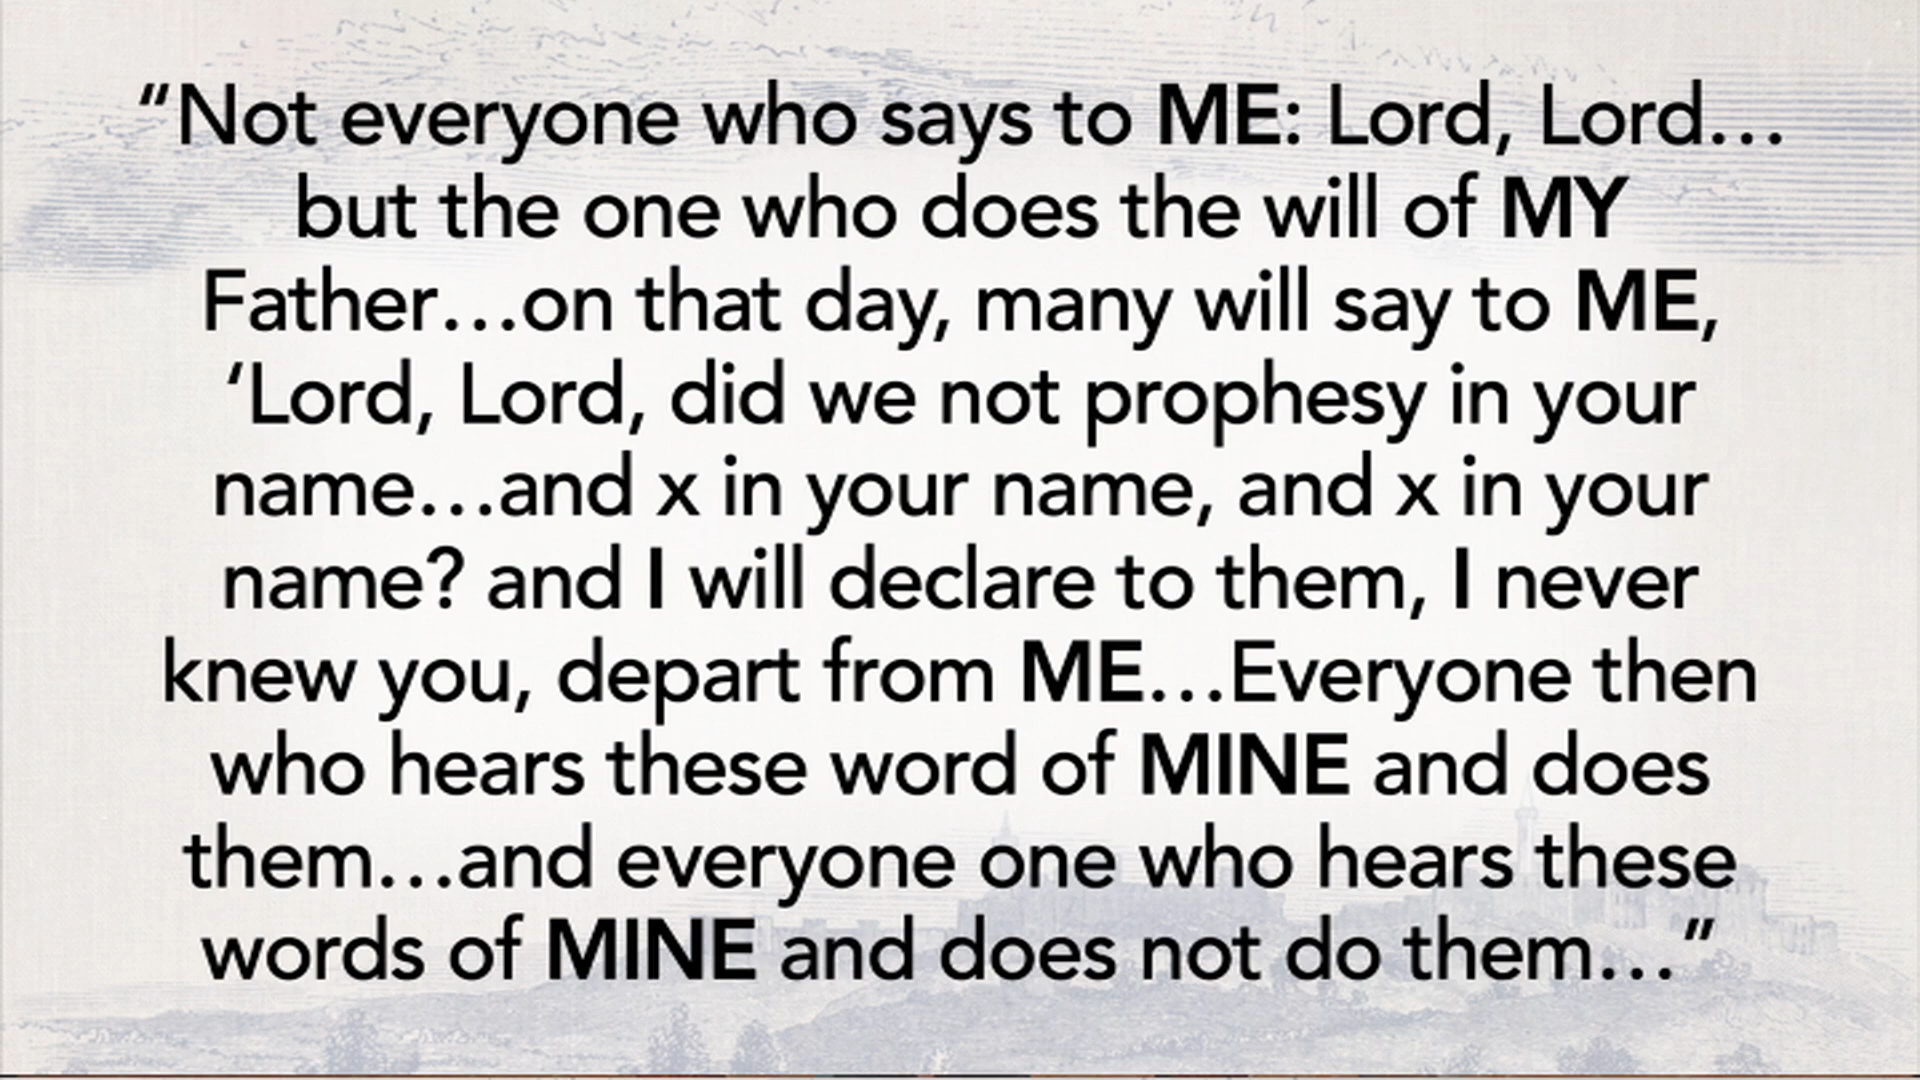 “Not everyone who says to ME: Lord, Lord…
but the one who does the will of MY
Father…on that day, many will say to ME,
‘Lord, Lord, did we not prophesy in your
name…and x in your name, and x in your
name? and I will declare to them, I never
knew you, depart from ME…Everyone then
who hears these word of MINE and does
them…and everyone one who hears these
words of MINE and does not do them…”